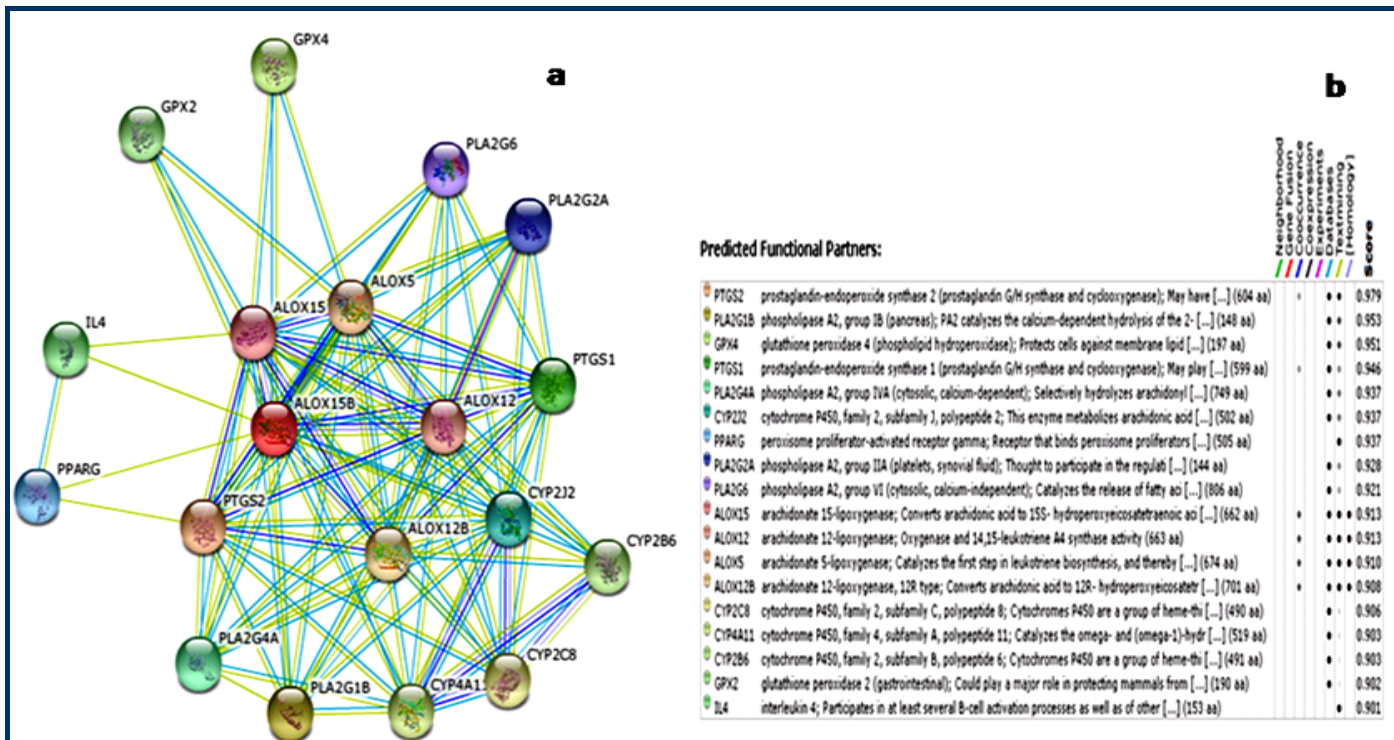 a
GPX4
GPX2
PLA2G6
PLA2G2A
ALOX5
ALOX15
IL4
PTGS1
ALOX15B
ALOX12
PPARG
PTGS2
CYP2J2
ALOX12B
CYP2B6
PLA2G4A
CYP2C8
PLA2G1B
CYP4A11
b
Neighborhood
Gene Fusion
Cooccurrence
Coexpression
Experiments
Databases
Textmining
[Homology]
Score
Predicted Functional Partners:
PTGS2 prostaglandin-endoperoxide synthase 2 (prostaglandin G/H synthase and cyclooxygenase); May have [...] (604 aa) 0.979
PLA2G1B phospholipase A2, group IB (pancreas); PA2 catalyzes the calcium-dependent hydrolysis of the 2- [...] (148 aa) 0.953
GPX4 glutathione peroxidase 4 (phospholipid hydroperoxidase); Protects cells against membrane lipid [...] (197 aa) 0.951
PTGS1 prostaglandin-endoperoxide synthase 1 (prostaglandin G/H synthase and cyclooxygenase); May play [...] (599 aa) 0.946
PLA2G4A phospholipase A2, group IVA (cytosolic, calcium-dependent); Selectively hydrolyzes arachidonyl [...] (749 aa) 0.937
CYP2J2 cytochrome P450, family 2, subfamily J, polypeptide 2; This enzyme metabolizes arachidonic acid [...] (502 aa) 0.937
PPARG peroxisome proliferator-activated receptor gamma; Receptor that binds peroxisome proliferators [...] (505 aa) 0.937
PLA2G2A phospholipase A2, group IIA (platelets, synovial fluid); Thought to participate in the regulati [...] (144 aa) 0.928
PLA2G6 phospholipase A2, group VI (cytosolic, calcium-independent); Catalyzes the release of fatty aci [...] (806 aa) 0.921
ALOX15 arachidonate 15-lipoxygenase; Converts arachidonic acid to 15S- hydroperoxyeicosatetraenoic aci [...] (662 aa) 0.913
ALOX12 arachidonate 12-lipoxygenase; Oxygenase and 14,15-leukotriene A4 synthase activity (663 aa) 0.913
ALOX5 arachidonate 5-lipoxygenase; Catalyzes the first step in leukotriene biosynthesis, and thereby [...] (674 aa) 0.910
ALOX12B arachidonate 12-lipoxygenase, 12R type; Converts arachidonic acid to 12R- hydroperoxyeicosatetr [...] (701 aa) 0.908
CYP2C8 cytochrome P450, family 2, subfamily C, polypeptide 8; Cytochromes P450 are a group of heme-thi [...] (490 aa) 0.906
CYP4A11 cytochrome P450, family 4, subfamily A, polypeptide 11; Catalyzes the omega- and (omega-1)-hydr [...] (519 aa) 0.903
CYP2B6 cytochrome P450, family 2, subfamily B, polypeptide 6; Cytochromes P450 are a group of heme-thi [...] (491 aa) 0.903
GPX2 glutathione peroxidase 2 (gastrointestinal); Could play a major role in protecting mammals from [...] (190 aa) 0.902
IL4 interleukin 4; Participates in at least several B-cell activation processes as well as of other [...] (153 aa) 0.901